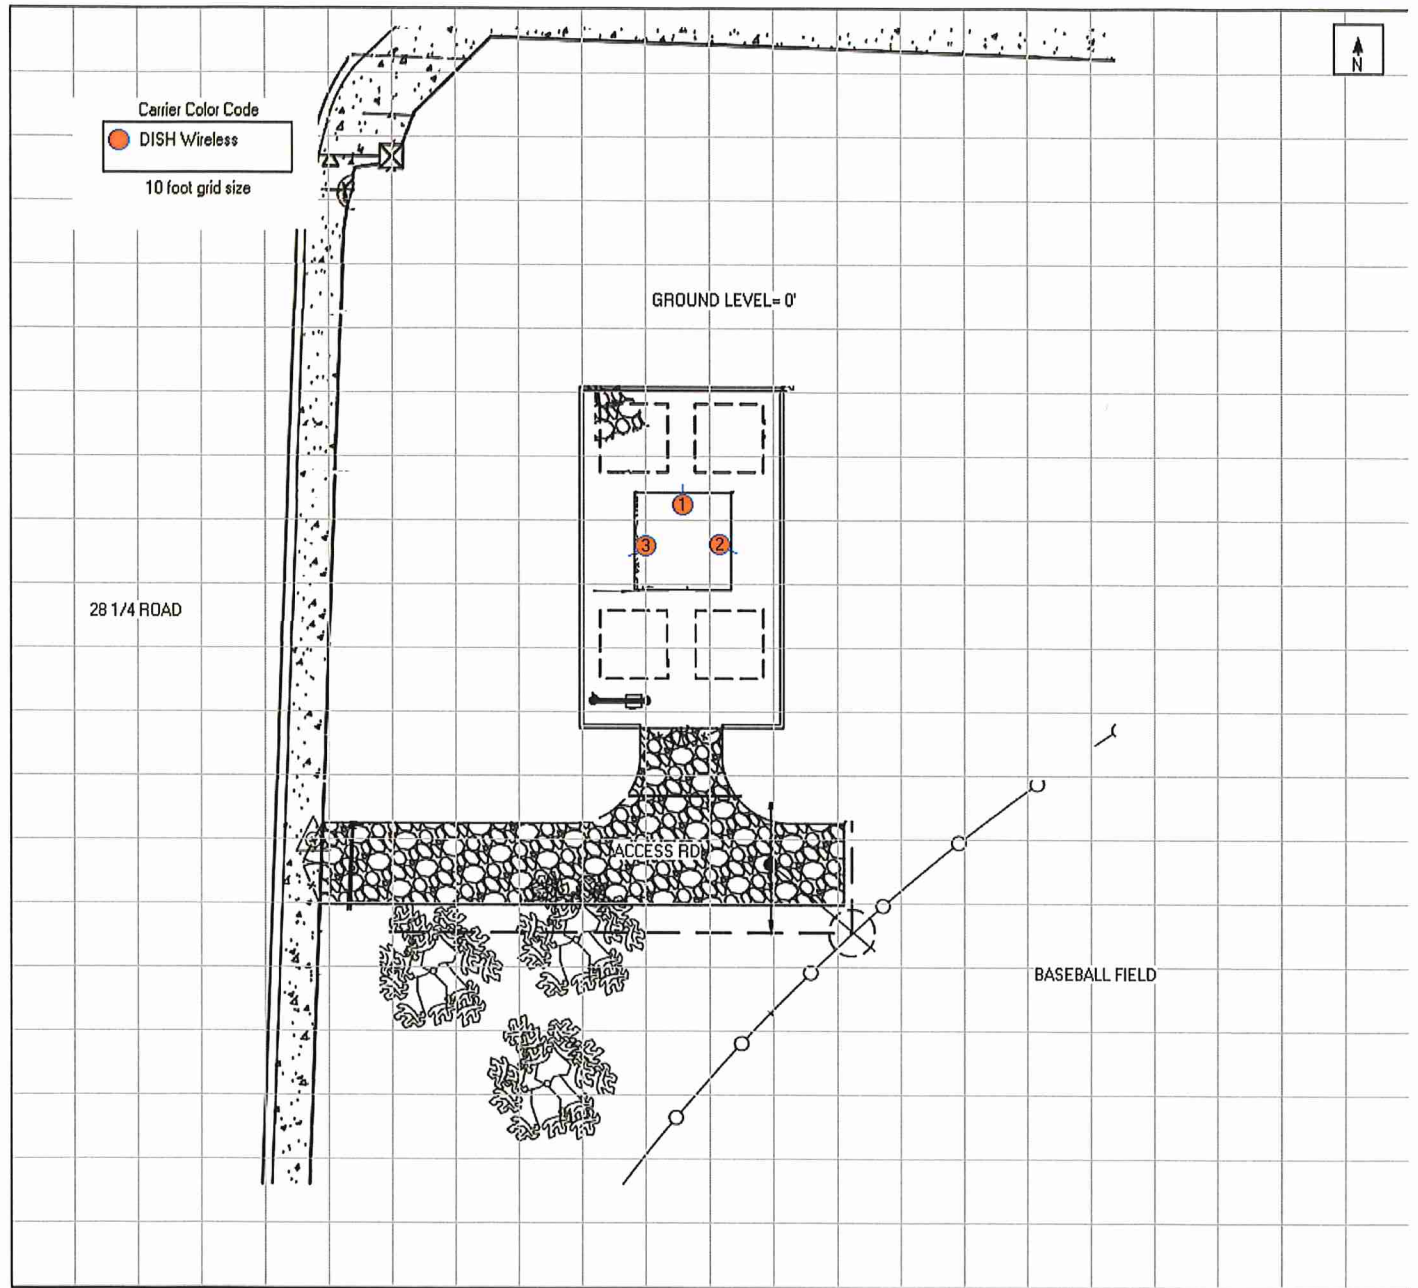 N
Carrier Color Code
DISH Wireless
10 foot grid size
GROUND LEVEL= 0'
1
3
2
28 1/4 ROAD
ACCESS RD
BASEBALL FIELD